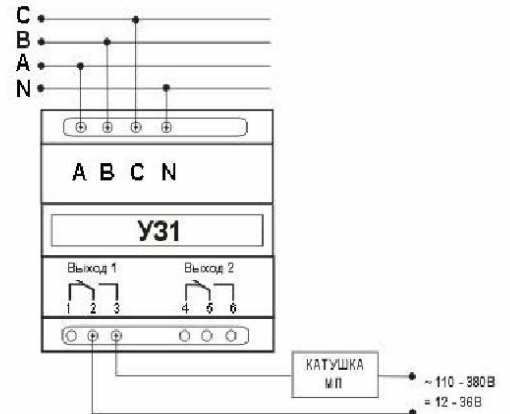 C
B
A
N
A B C N
УЗ1
Выход 1 Выход 2
1 2 3 4 5 6
КАТУШКА
МП
~ 110 - 380В
= 12 - 36В